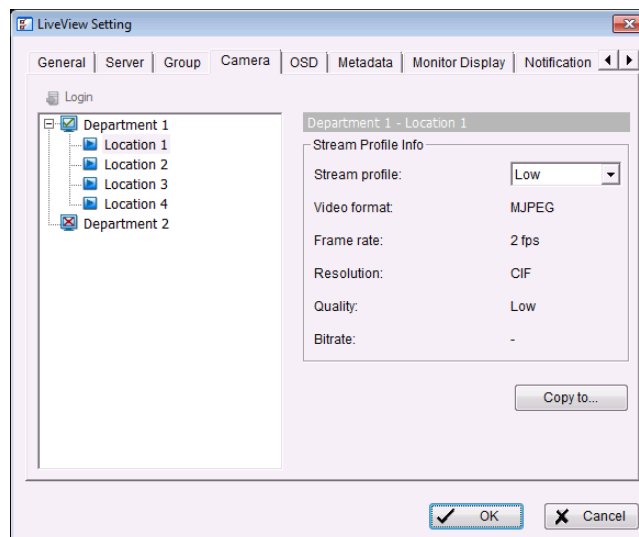 LiveView Setting
General Server Group Camera OSD Metadata Monitor Display Notification
Login
Department 1
Location 1
Location 2
Location 3
Location 4
Department 2
Department 1 - Location 1
Stream Profile Info
Stream profile: Low
Video format: MJPEG
Frame rate: 2 fps
Resolution: CIF
Quality: Low
Bitrate: -
Copy to...
OK Cancel